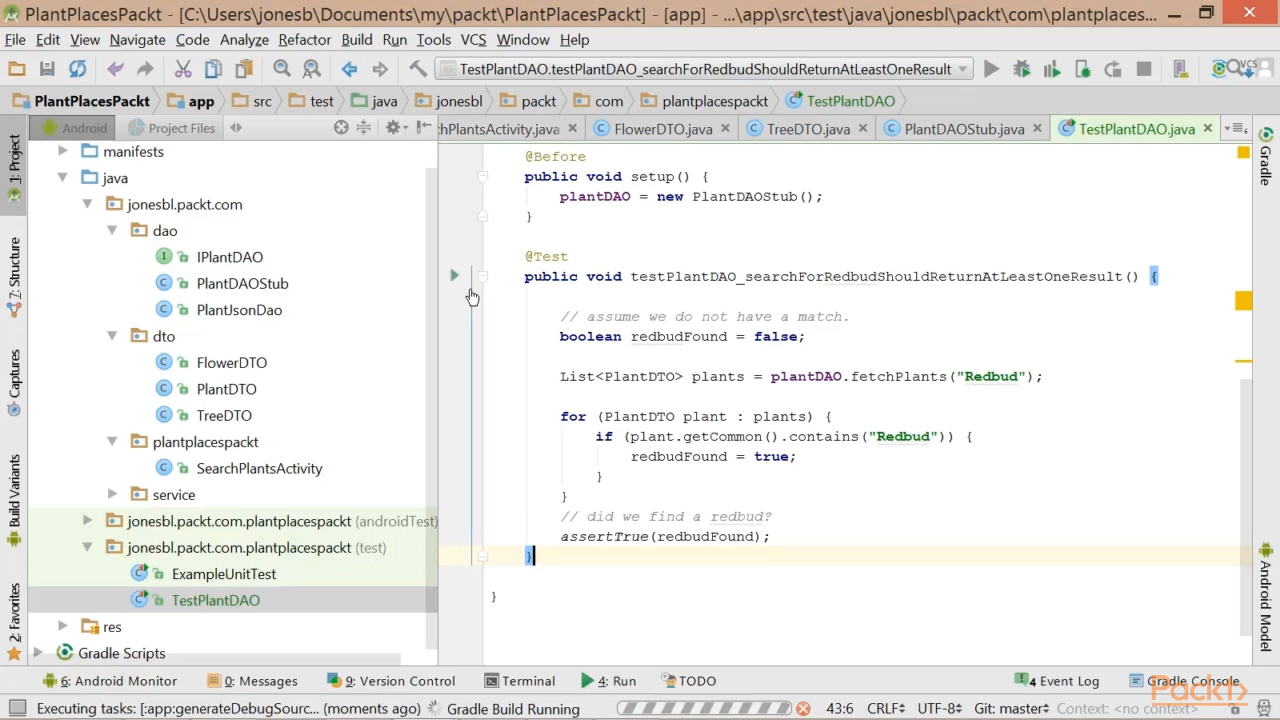 PlantPlacesPackt - [C:\Users\jonesb\Documents\my\packt\PlantPlacesPackt] - [app] - ...\app\src\test\java\jonesbl\packt\com\plantplaces...
File Edit View Navigate Code Analyze Refactor Build Run Tools VCS Window Help
TestPlantDAO.testPlantDAO_searchForRedbudShouldReturnAtLeastOneResult
VCS
PlantPlacesPackt app src test java jonesbl packt com plantplacespackt TestPlantDAO
Android Project Files
chPlantsActivity.java FlowerDTO.java TreeDTO.java PlantDAOStub.java TestPlantDAO.java
1: Project
7: Structure
Captures
Build Variants
2: Favorites
manifests
java
jonesbl.packt.com
dao
IPlantDAO
PlantDAOStub
PlantJsonDao
dto
FlowerDTO
PlantDTO
TreeDTO
plantplacespackt
SearchPlantsActivity
service
jonesbl.packt.com.plantplacespackt (androidTest)
jonesbl.packt.com.plantplacespackt (test)
ExampleUnitTest
TestPlantDAO
res
Gradle Scripts
@Before
public void setup() {
plantDAO = new PlantDAOStub();
}
@Test
public void testPlantDAO_searchForRedbudShouldReturnAtLeastOneResult() {
// assume we do not have a match.
boolean redbudFound = false;
List<PlantDTO> plants = plantDAO.fetchPlants("Redbud");
for (PlantDTO plant : plants) {
if (plant.getCommon().contains("Redbud")) {
redbudFound = true;
}
}
// did we find a redbud?
assertTrue(redbudFound);
}
}
Gradle
Android Model
6: Android Monitor 0: Messages 9: Version Control Terminal 4: Run TODO 4 Event Log Gradle Console
Packt
Executing tasks: [:app:generateDebugSourc... (moments ago) Gradle Build Running 43:6 CRLF UTF-8 Git: master Context: <no context>